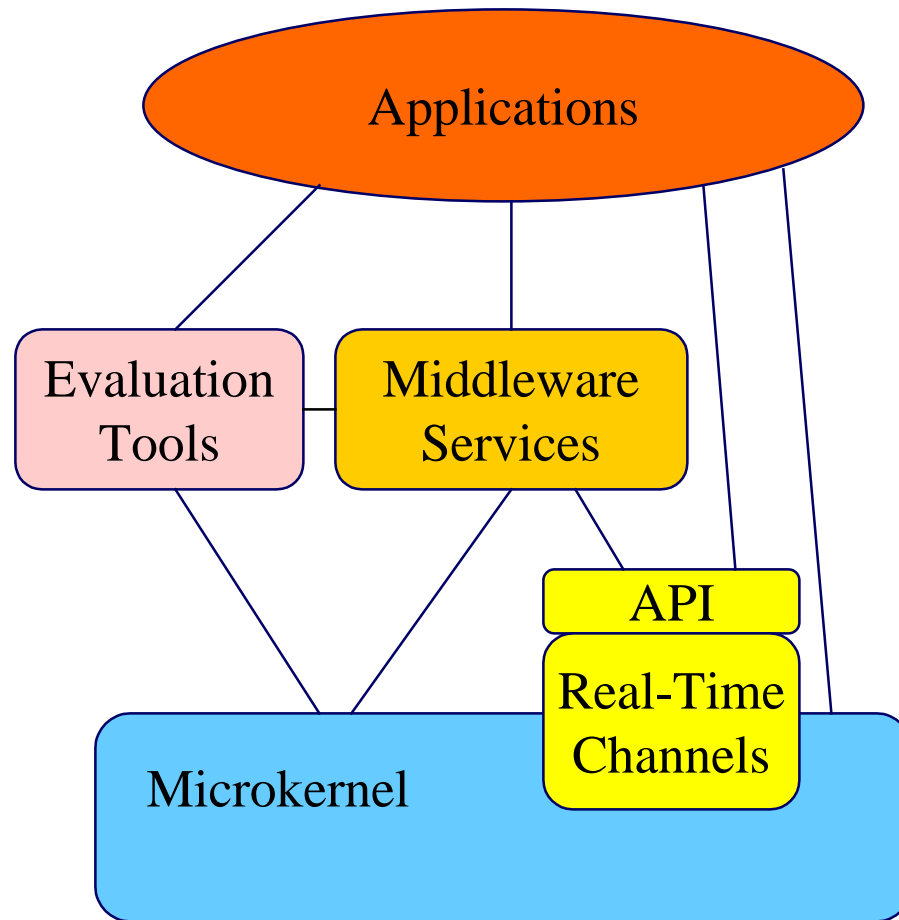 Applications
Evaluation
Tools
Middleware
Services
API
Real-Time
Channels
Microkernel